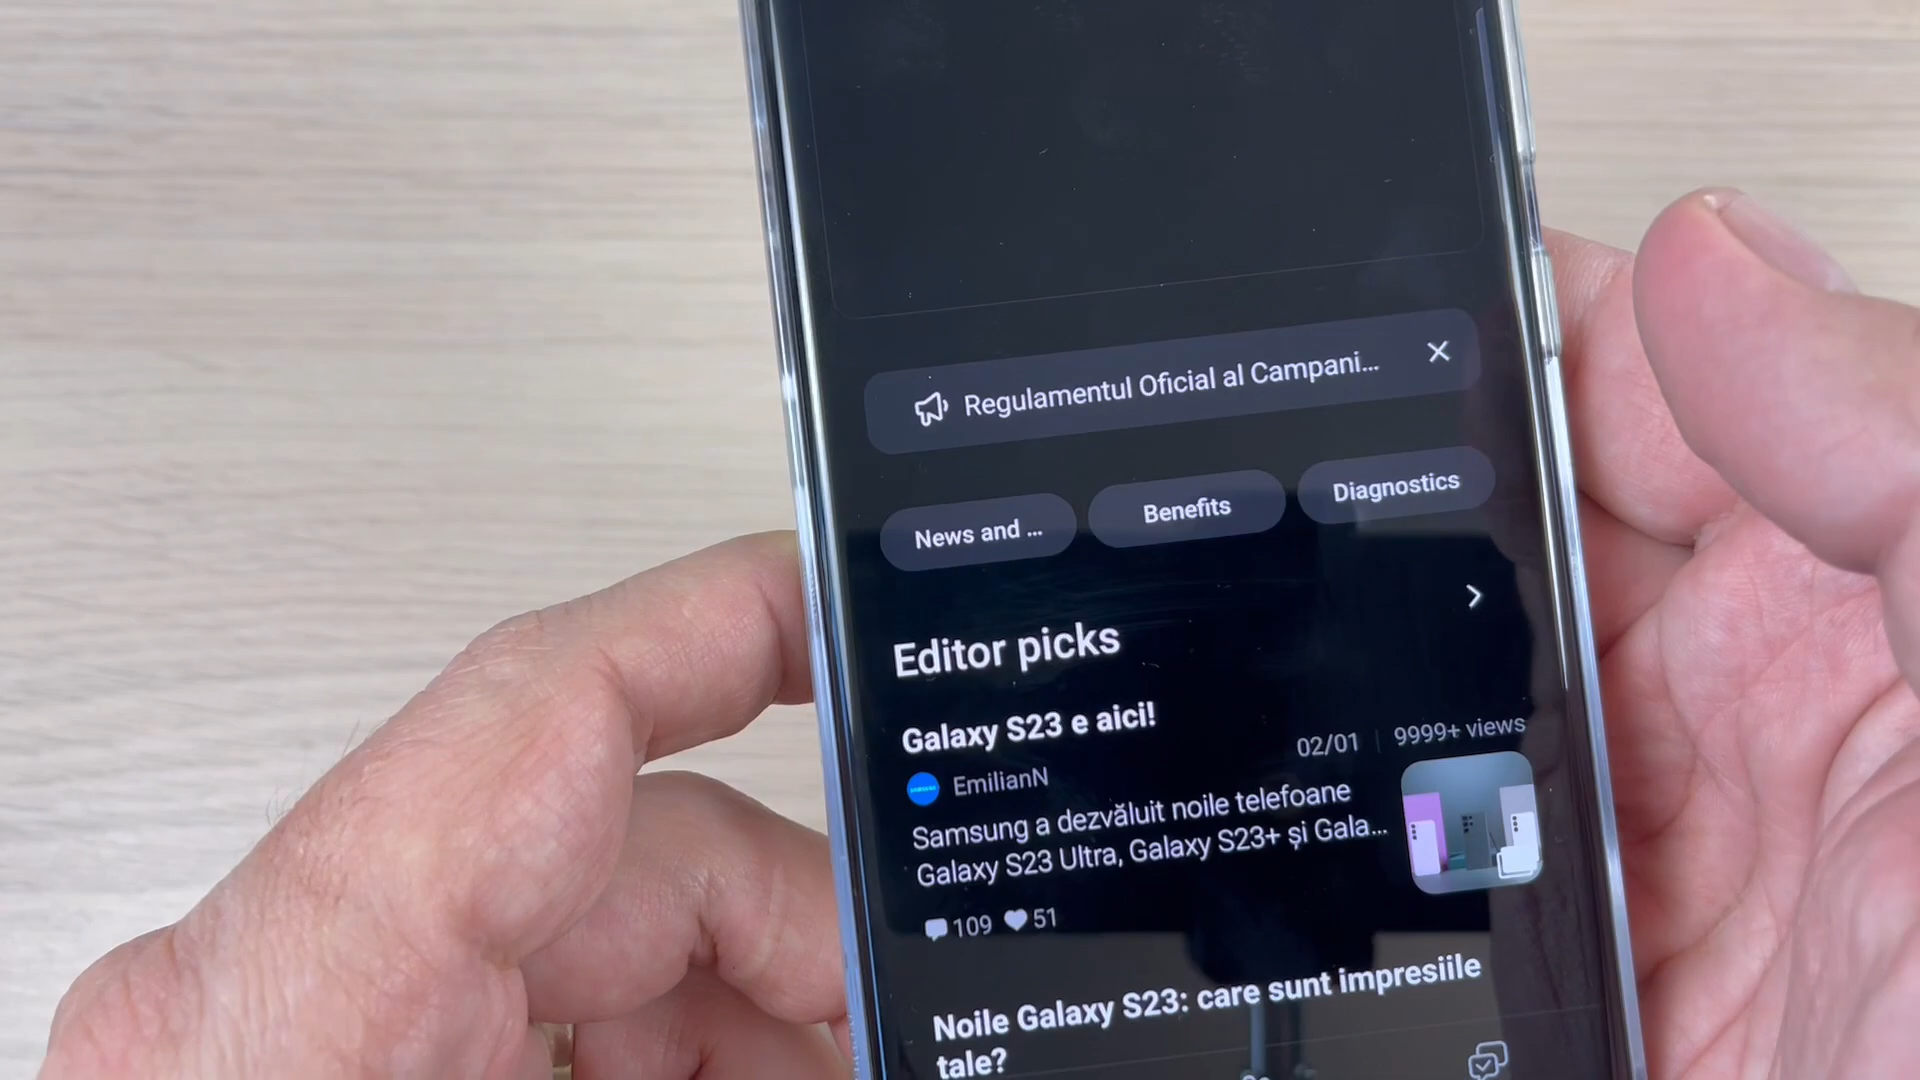 Regulamentul Oficial al Campani...
News and ...
Benefits
Diagnostics
Editor picks
Galaxy S23 e aici!
02/01 | 9999+ views
EmilianN
Samsung a dezvăluit noile telefoane
Galaxy S23 Ultra, Galaxy S23+ și Gala...
109 51
Noile Galaxy S23: care sunt impresiile
tale?